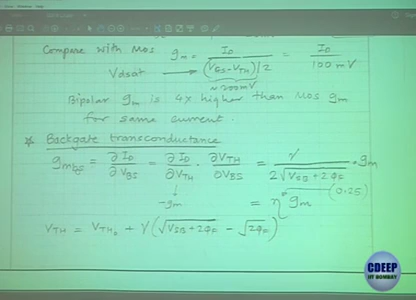 Compare with MOS gm = ID / (VGS-VTH)/2 = ID / 100 mV
Vdsat → ~200mV
Bipolar gm is 4x higher than MOS gm
for same current.
* Backgate transconductance
= ∂ID/∂VBS = ∂ID/∂VTH · ∂VTH/∂VBS = γ / 2√VSB+2φF · gm
-gm = η gm (0.25)
VTH = VTH0 + γ(√VSB+2φF - √2φF)
CDEEP
IIT BOMBAY